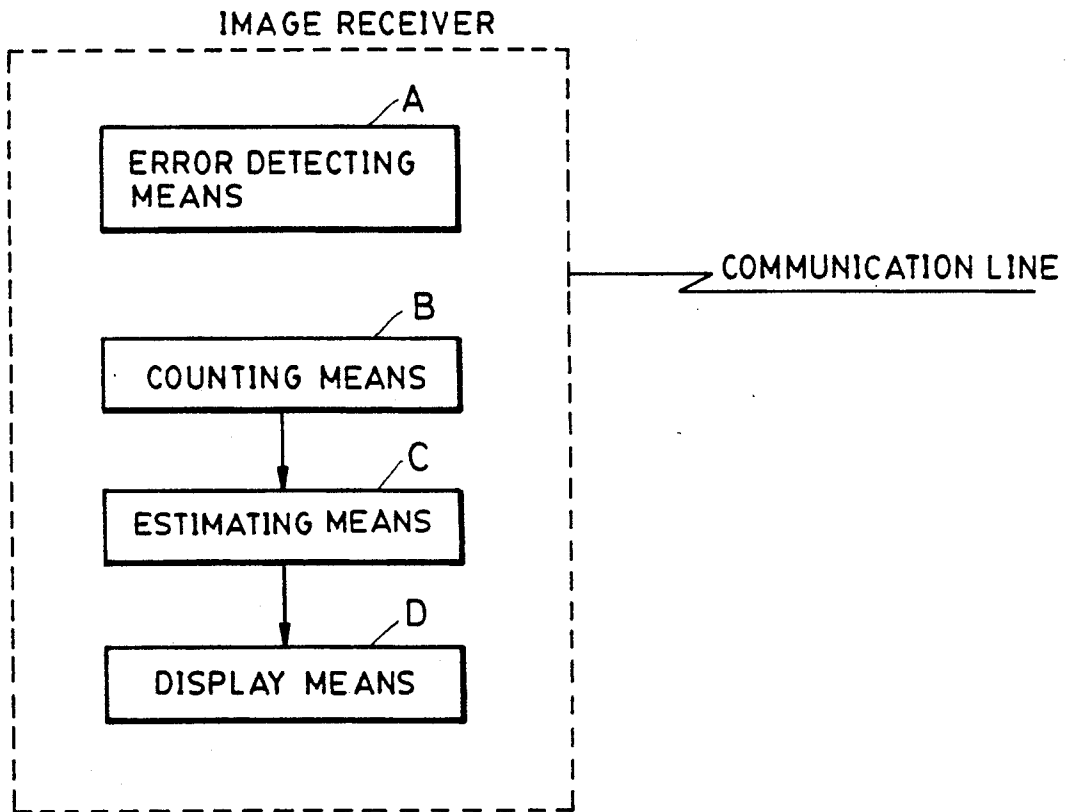 IMAGE RECEIVER
A
ERROR DETECTING
MEANS
COMMUNICATION LINE
B
COUNTING MEANS
C
ESTIMATING MEANS
D
DISPLAY MEANS